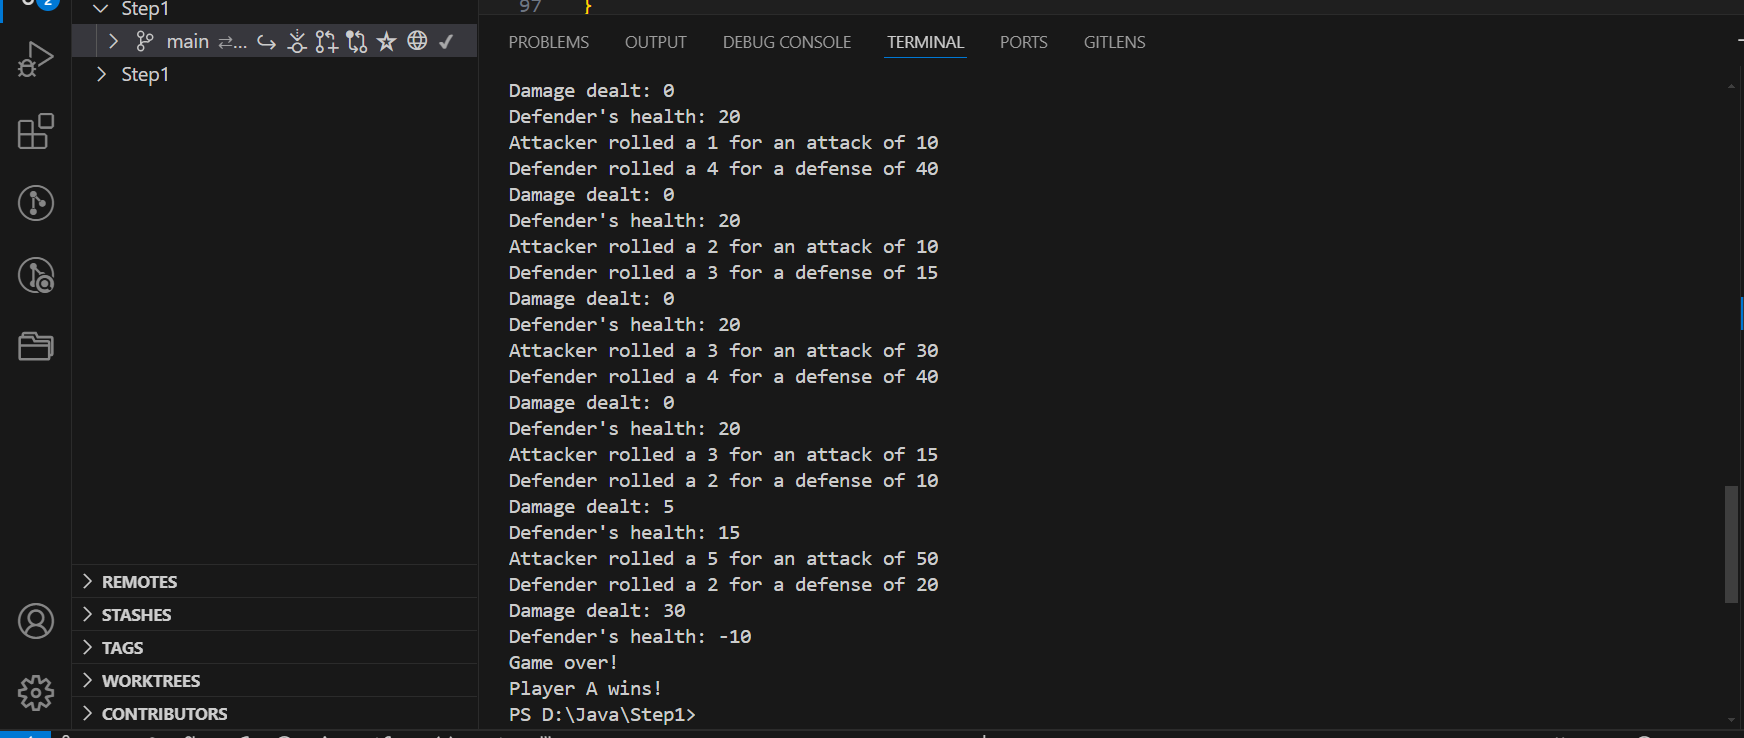 2
Step1
main
...
Step1
REMOTES
STASHES
TAGS
WORKTREES
CONTRIBUTORS
97 }
PROBLEMS OUTPUT DEBUG CONSOLE TERMINAL PORTS GITLENS
Damage dealt: 0
Defender's health: 20
Attacker rolled a 1 for an attack of 10
Defender rolled a 4 for a defense of 40
Damage dealt: 0
Defender's health: 20
Attacker rolled a 2 for an attack of 10
Defender rolled a 3 for a defense of 15
Damage dealt: 0
Defender's health: 20
Attacker rolled a 3 for an attack of 30
Defender rolled a 4 for a defense of 40
Damage dealt: 0
Defender's health: 20
Attacker rolled a 3 for an attack of 15
Defender rolled a 2 for a defense of 10
Damage dealt: 5
Defender's health: 15
Attacker rolled a 5 for an attack of 50
Defender rolled a 2 for a defense of 20
Damage dealt: 30
Defender's health: -10
Game over!
Player A wins!
PS D:\Java\Step1>